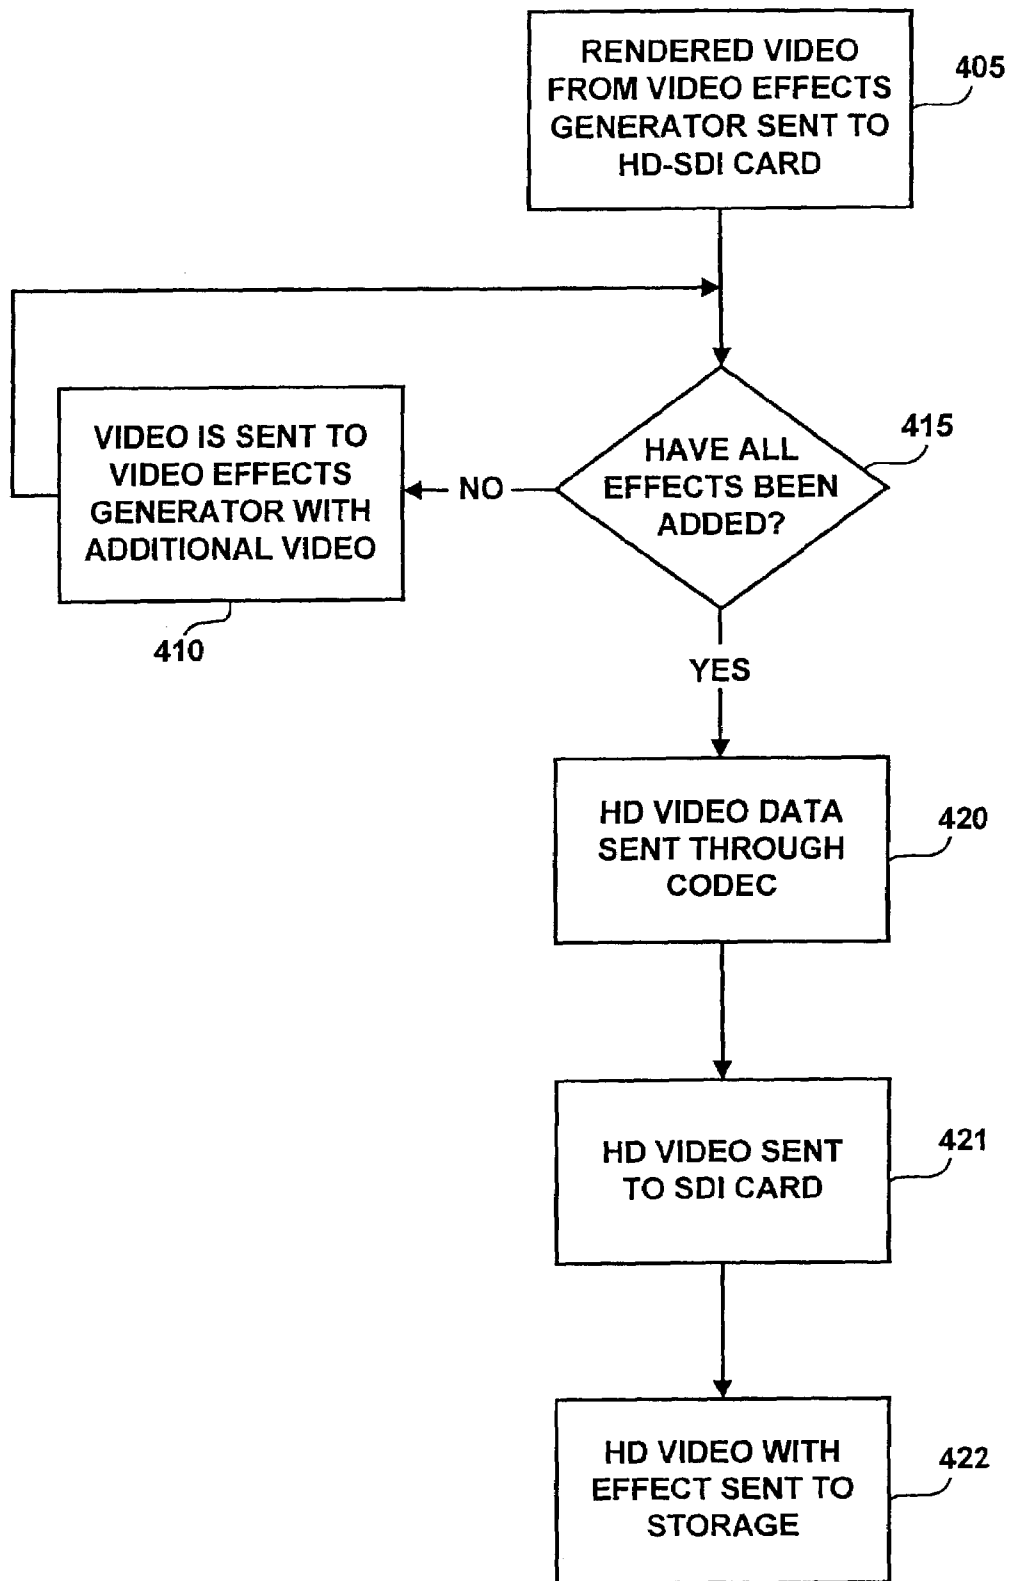 RENDERED VIDEO
FROM VIDEO EFFECTS
GENERATOR SENT TO
HD-SDI CARD
405
HAVE ALL
EFFECTS BEEN
ADDED?
415
NO
VIDEO IS SENT TO
VIDEO EFFECTS
GENERATOR WITH
ADDITIONAL VIDEO
410
YES
HD VIDEO DATA
SENT THROUGH
CODEC
420
HD VIDEO SENT
TO SDI CARD
421
HD VIDEO WITH
EFFECT SENT TO
STORAGE
422